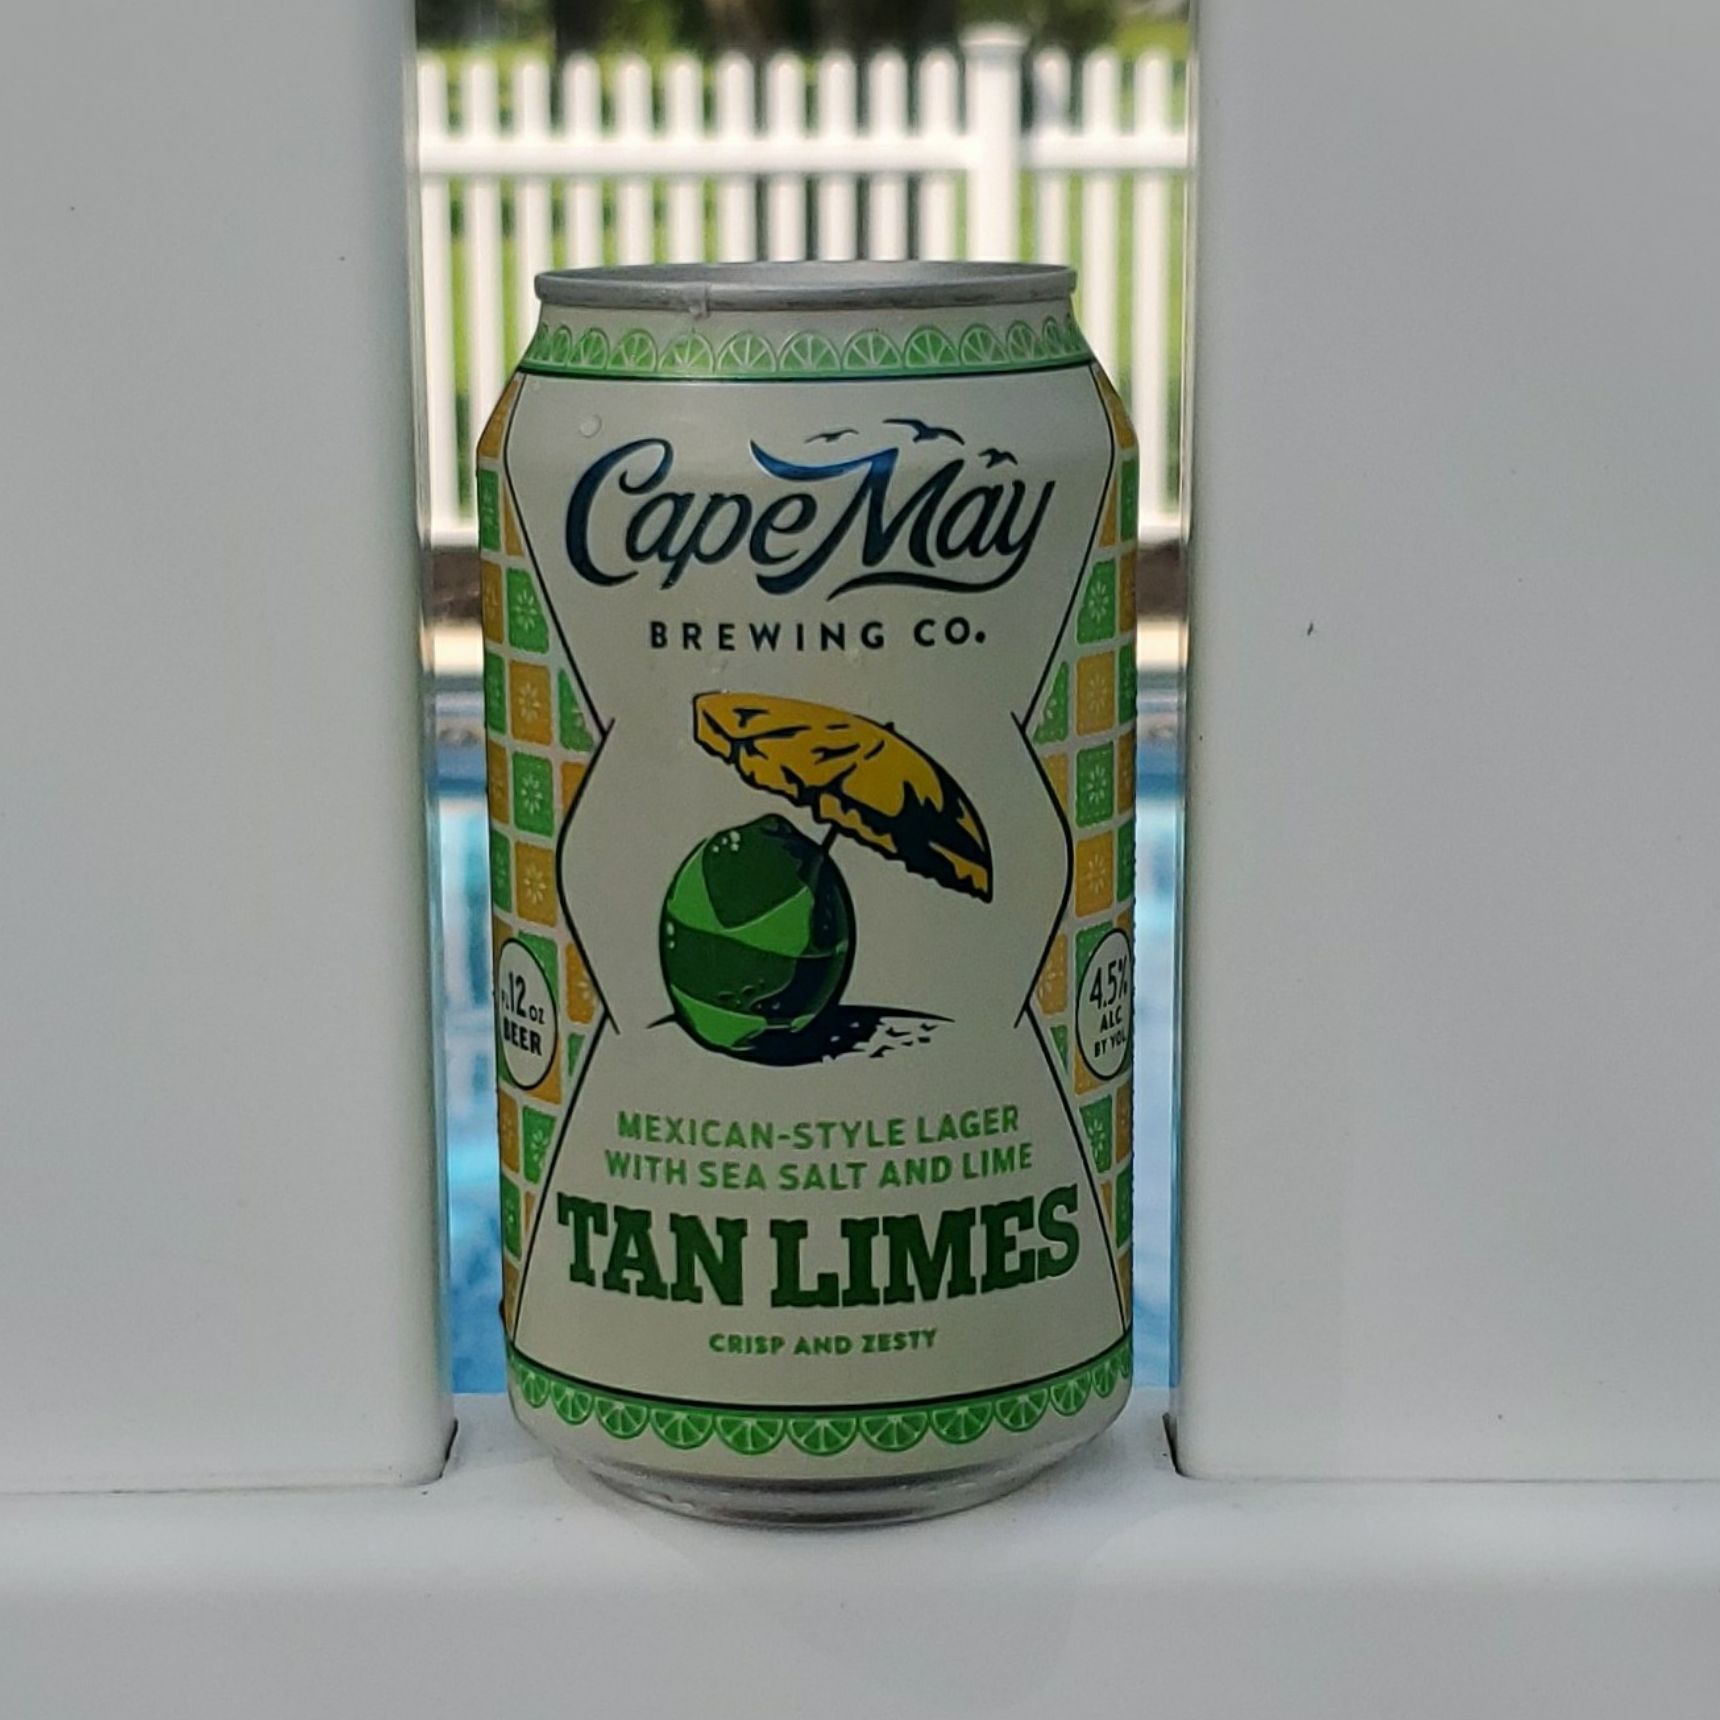 Cape May
BREWING CO.
12 OZ
BEER
4.5%
ALC
BY VOL
MEXICAN-STYLE LAGER
WITH SEA SALT AND LIME
TAN LIMES
CRISP AND ZESTY